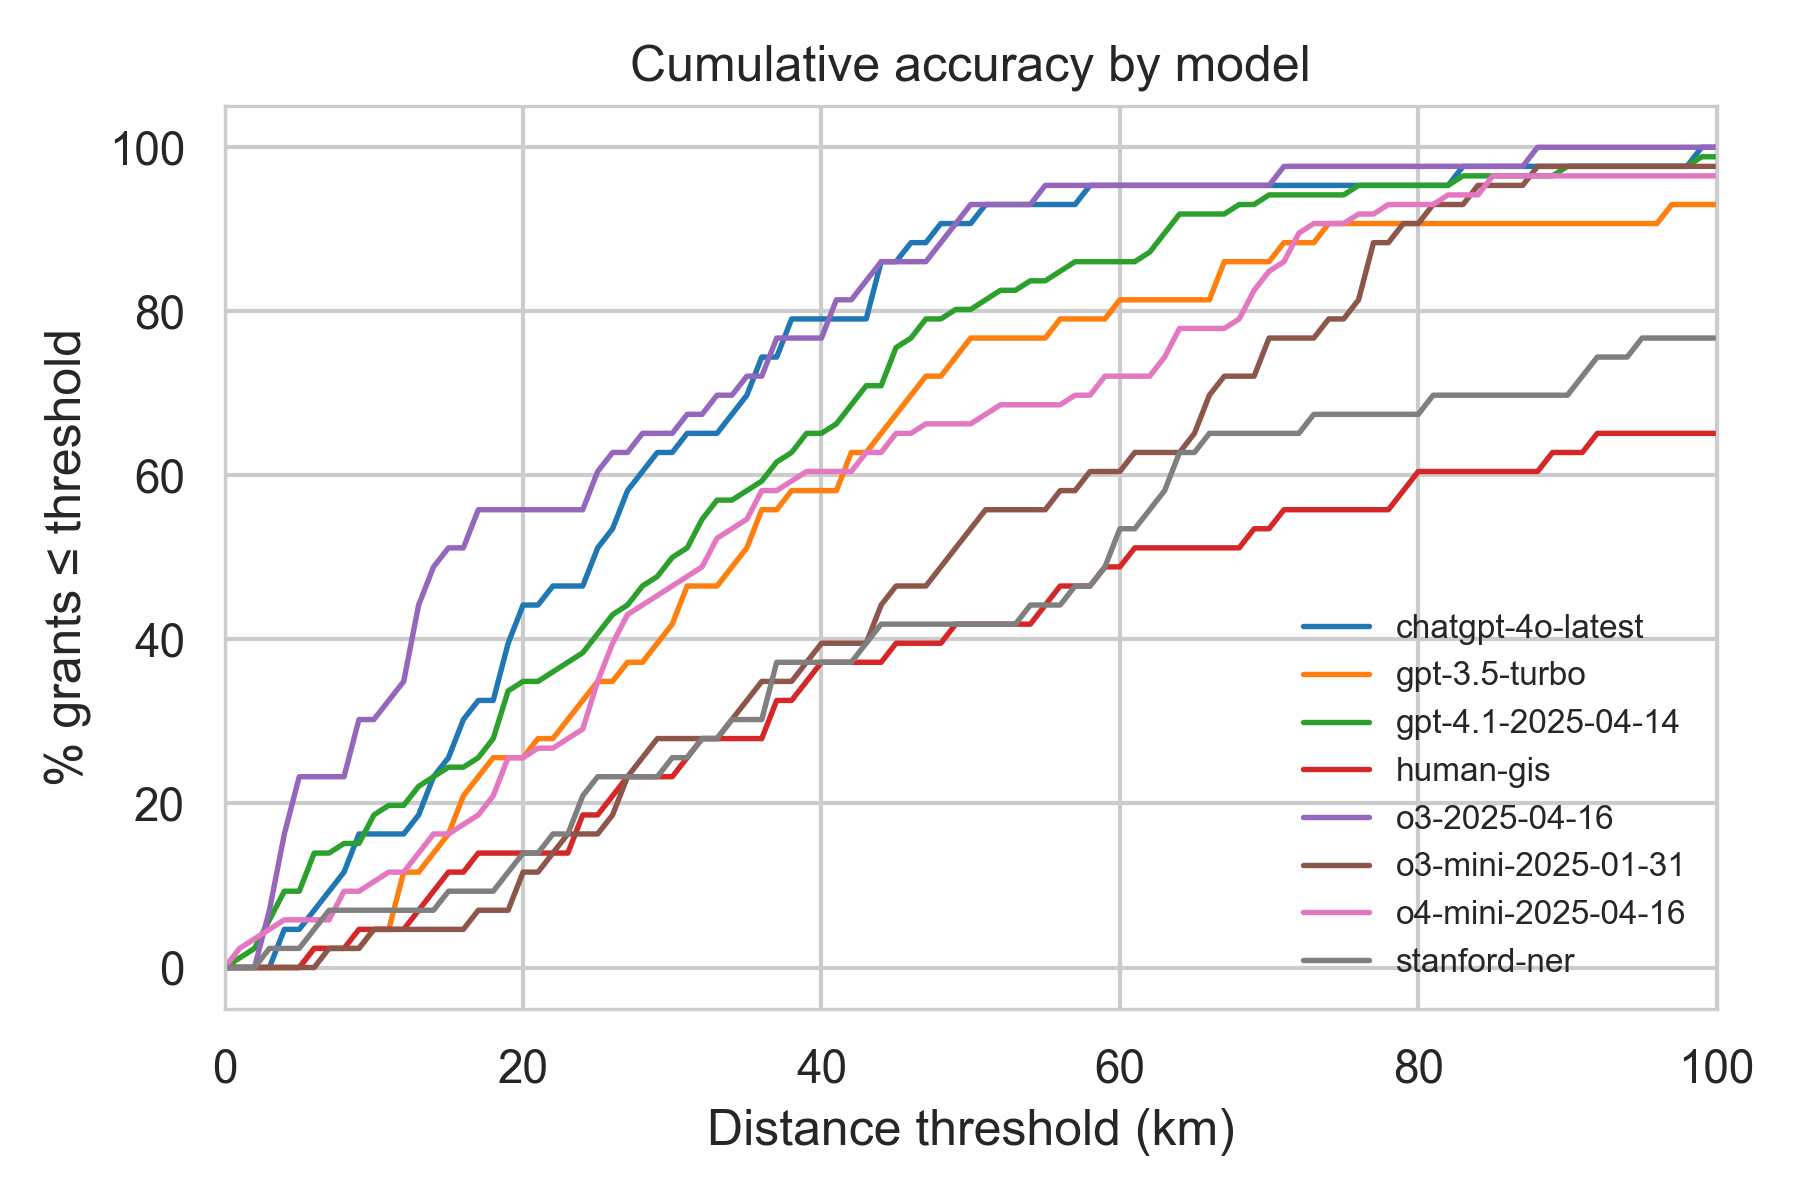 Cumulative accuracy by model
% grants ≤ threshold
100
80
60
40
20
0
chatgpt-4o-latest
gpt-3.5-turbo
gpt-4.1-2025-04-14
human-gis
o3-2025-04-16
o3-mini-2025-01-31
o4-mini-2025-04-16
stanford-ner
0 20 40 60 80 100
Distance threshold (km)